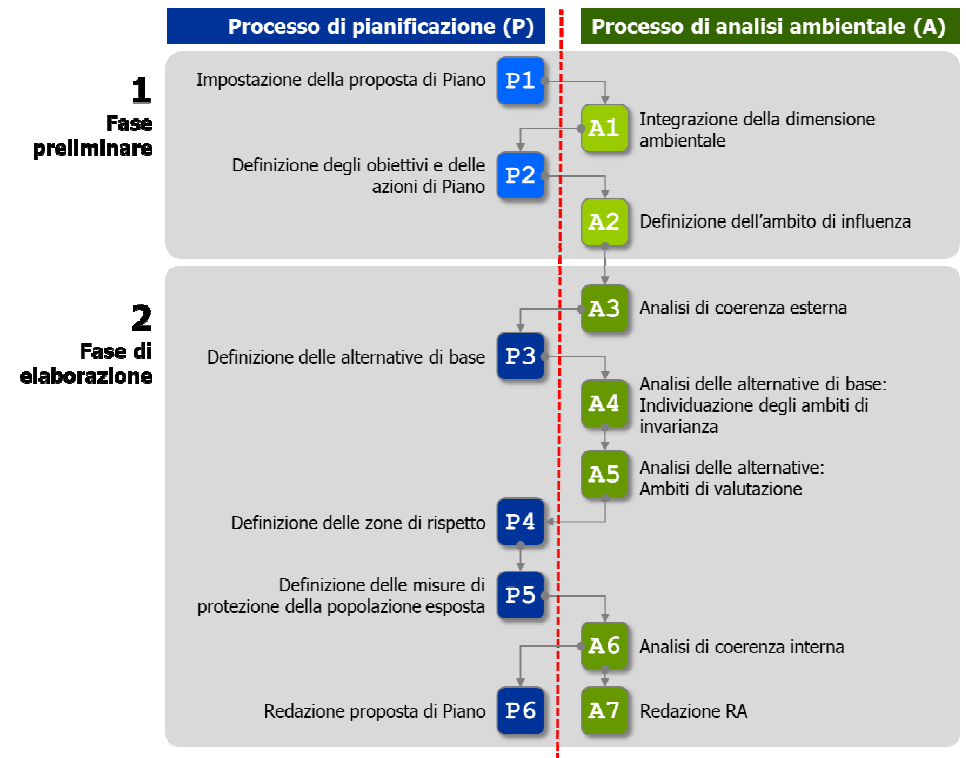 Processo di pianificazione (P)
Processo di analisi ambientale (A)
1
Fase
preliminare
Impostazione della proposta di Piano
P1
A1
Integrazione della dimensione
ambientale
Definizione degli obiettivi e delle
azioni di Piano
P2
A2
Definizione dell'ambito di influenza
2
Fase di
elaborazione
A3
Analisi di coerenza esterna
Definizione delle alternative di base
P3
A4
Analisi delle alternative di base:
Individuazione degli ambiti di
invarianza
A5
Analisi delle alternative:
Ambiti di valutazione
Definizione delle zone di rispetto
P4
Definizione delle misure di
protezione della popolazione esposta
P5
A6
Analisi di coerenza interna
Redazione proposta di Piano
P6
A7
Redazione RA